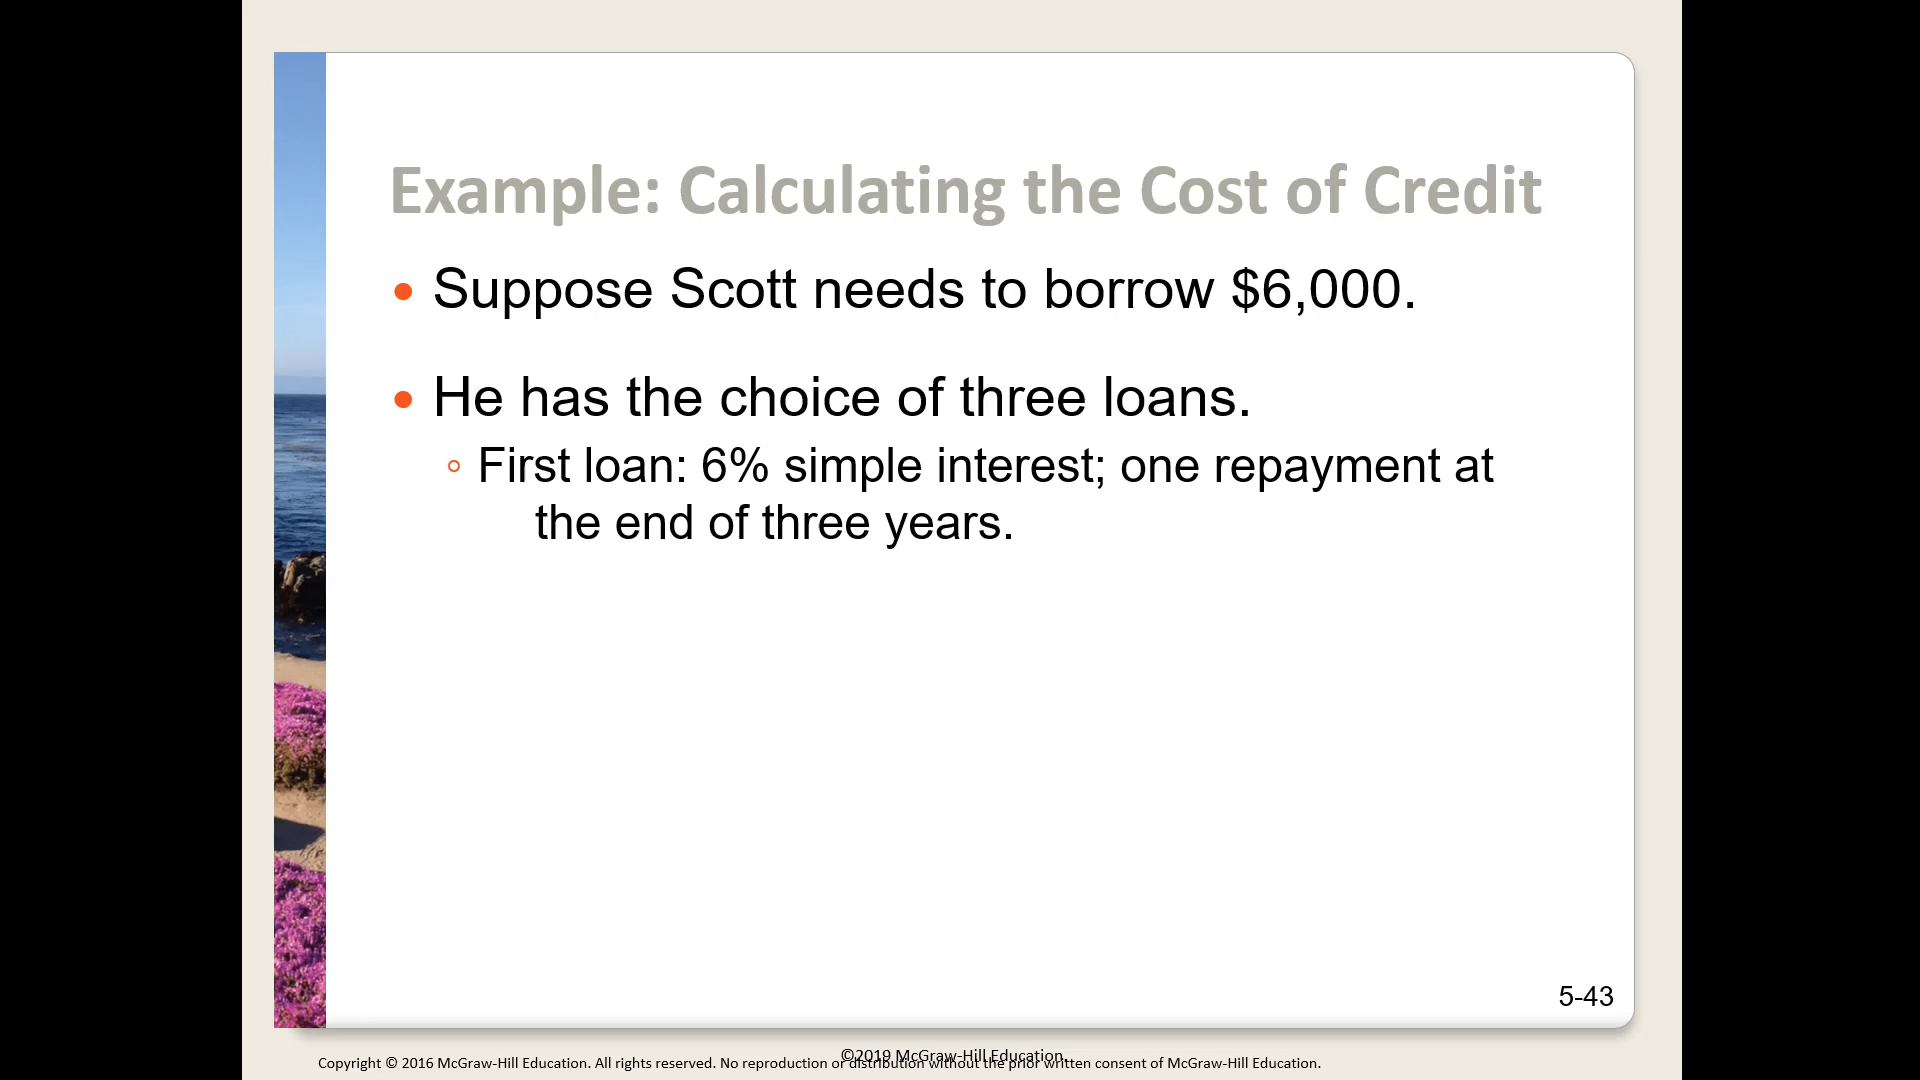 Example: Calculating the Cost of Credit
• Suppose Scott needs to borrow $6,000.
• He has the choice of three loans.
◦ First loan: 6% simple interest; one repayment at
the end of three years.
5-43
©2019 McGraw-Hill Education.
Copyright © 2016 McGraw-Hill Education. All rights reserved. No reproduction or distribution without the prior written consent of McGraw-Hill Education.